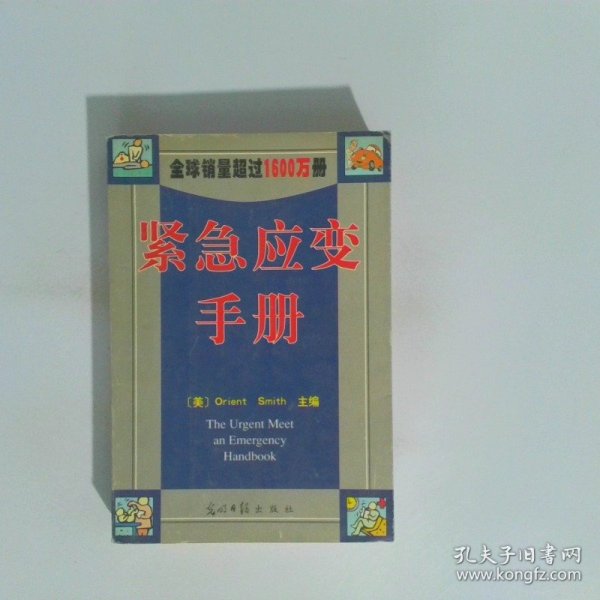 全球销量超过1600万册
紧急应变
手册
〔美〕Orient Smith 主编
The Urgent Meet
an Emergency
Handbook
光明日报出版社
孔夫子旧书网
www.kongfz.com